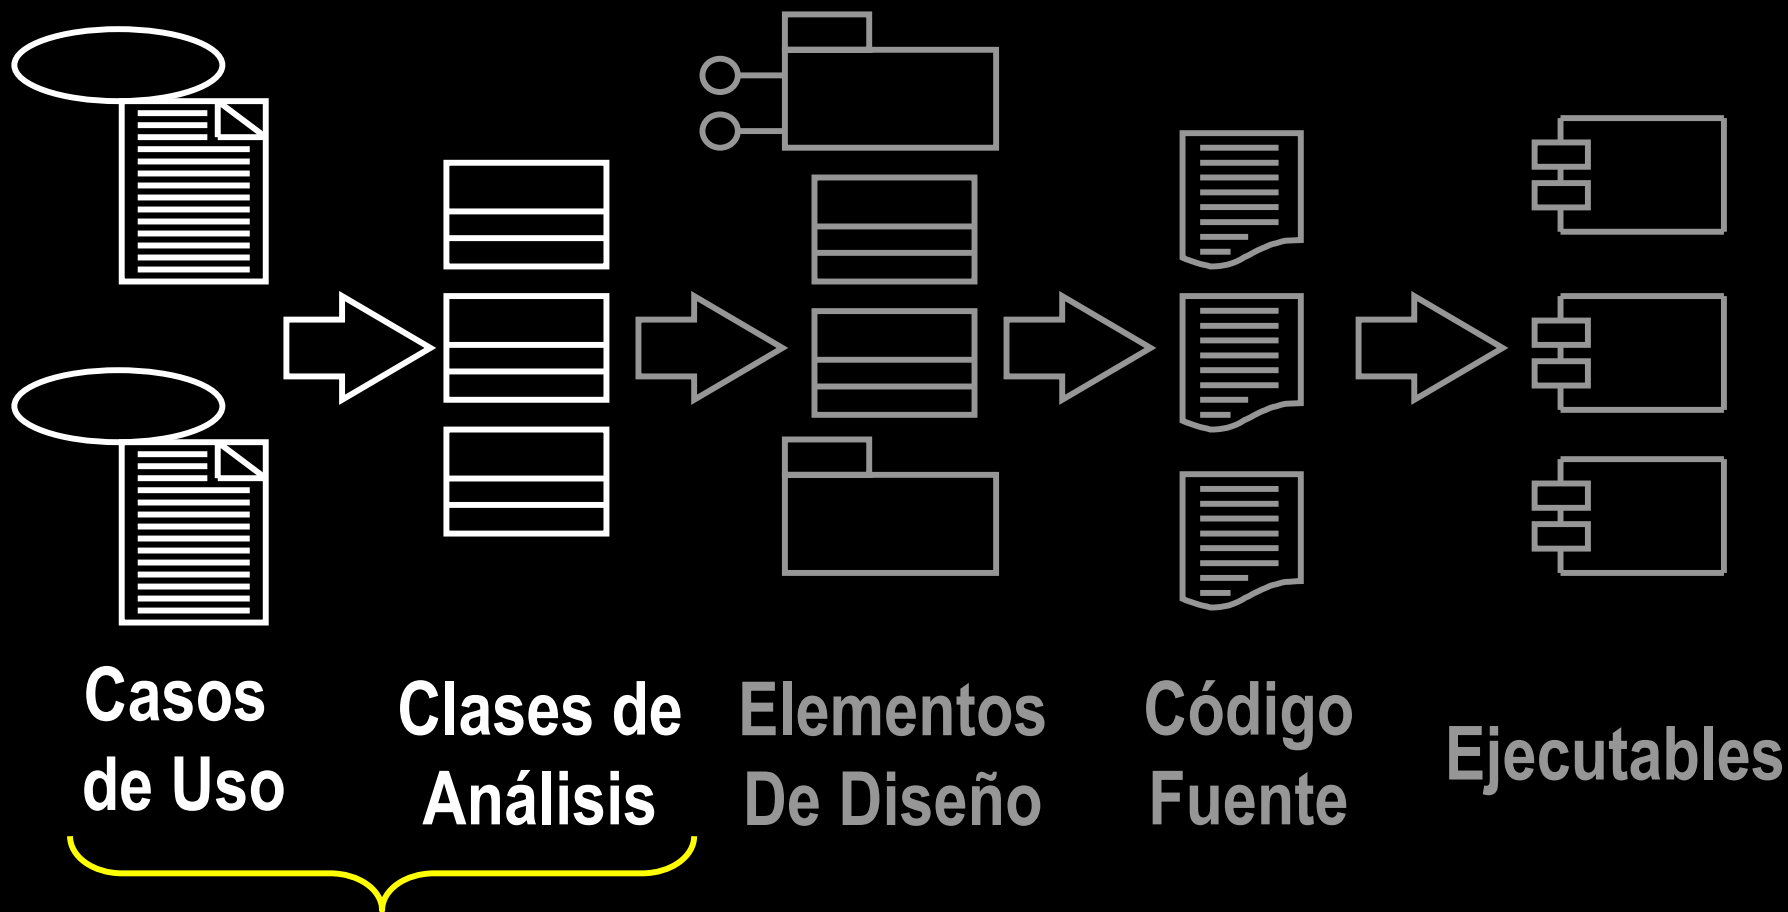 Casos
de Uso
Clases de
Análisis
Elementos
De Diseño
Código
Fuente
Ejecutables